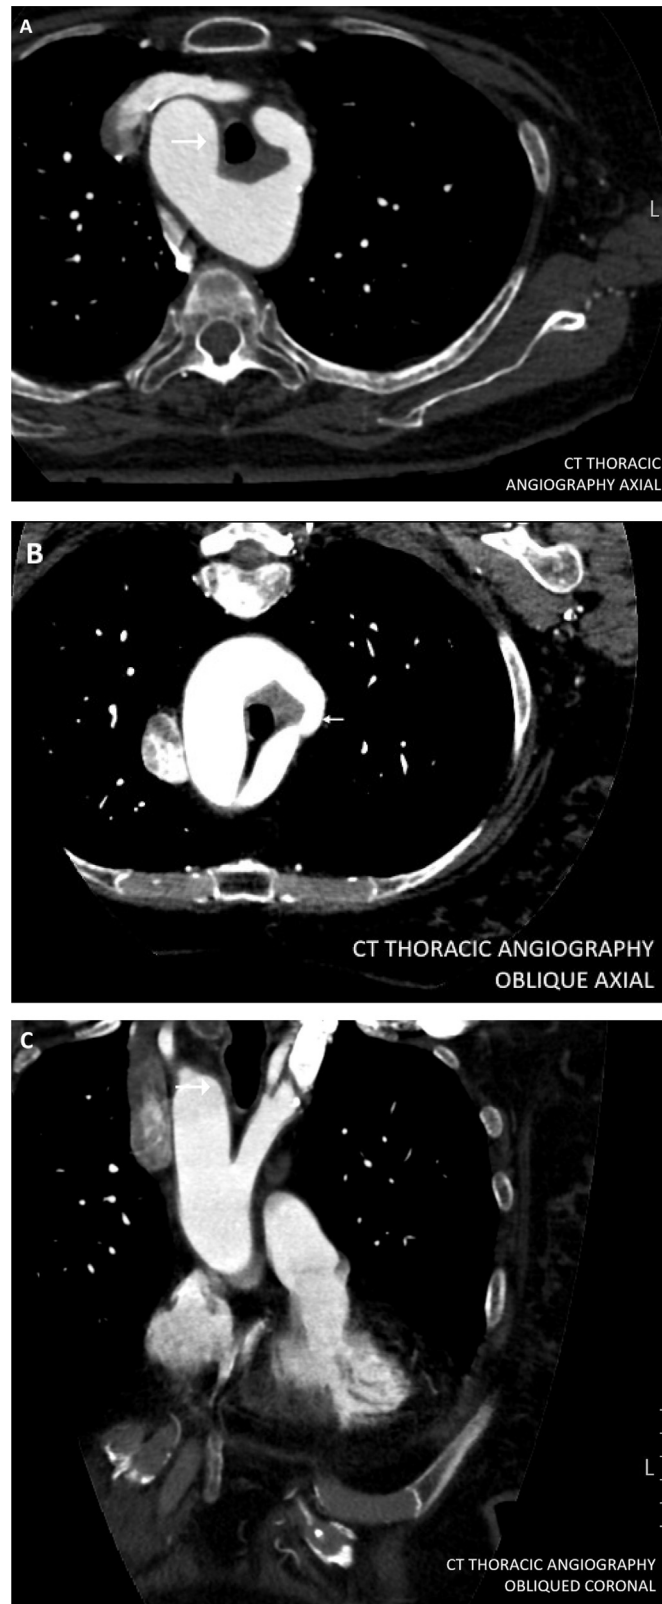 A
L
CT THORACIC
ANGIOGRAPHY AXIAL
B
CT THORACIC ANGIOGRAPHY
OBLIQUE AXIAL
C
L
CT THORACIC ANGIOGRAPHY
OBLIQUED CORONAL